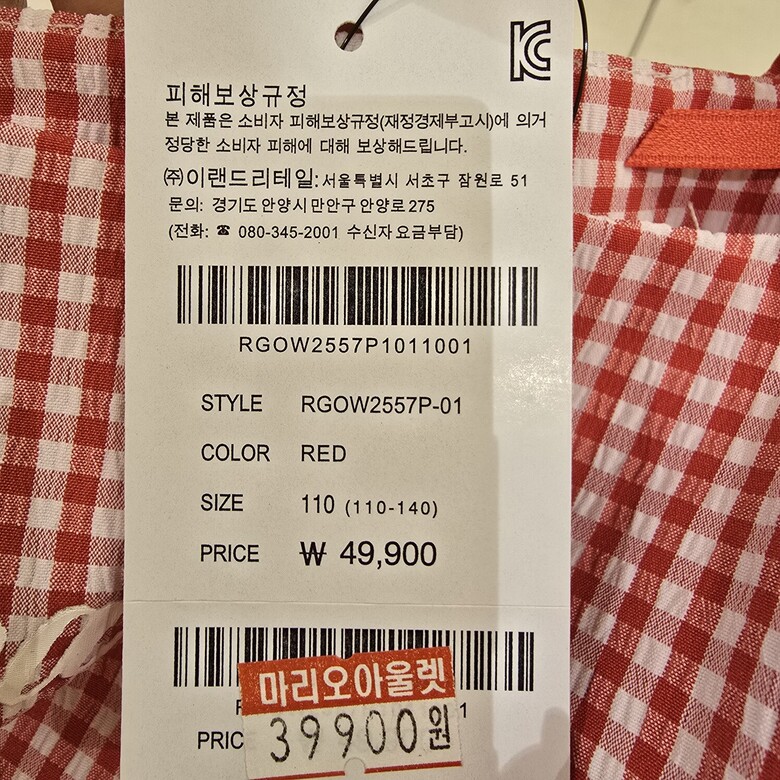 KC
피해보상규정
본 제품은 소비자 피해보상규정(재정경제부고시)에 의거
정당한 소비자 피해에 대해 보상해드립니다.
㈜이랜드리테일: 서울특별시 서초구 잠원로 51
문의: 경기도 안양시 만안구 안양로 275
(전화: ☎ 080-345-2001 수신자 요금부담)
RGOW2557P1011001
STYLE RGOW2557P-01
COLOR RED
SIZE 110 (110-140)
PRICE ₩ 49,900
마리오아울렛
39900원